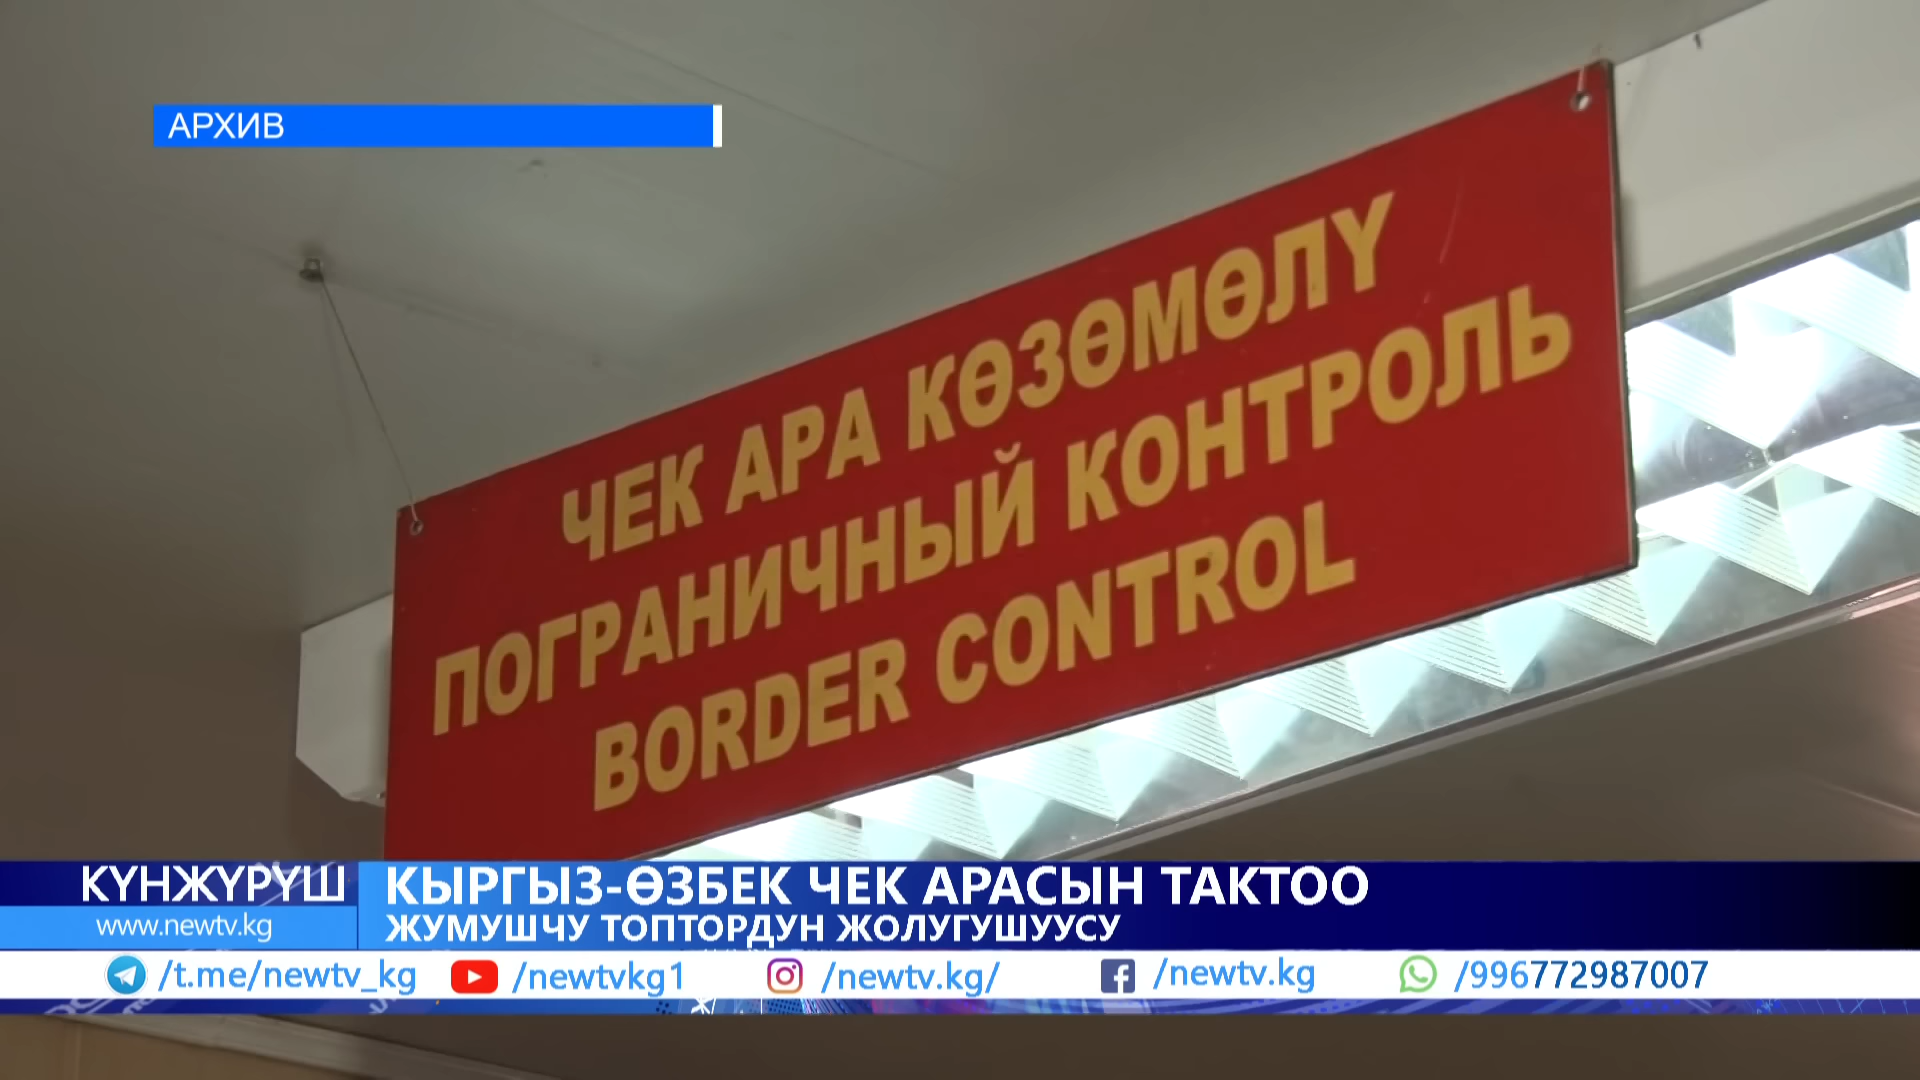 АРХИВ
ЧЕК АРА КӨЗӨМӨЛҮ
ПОГРАНИЧНЫЙ КОНТРОЛЬ
BORDER CONTROL
КҮНЖҮРҮШ
www.newtv.kg
КЫРГЫЗ-ӨЗБЕК ЧЕК АРАСЫН ТАКТОО
ЖУМУШЧУ ТОПТОРДУН ЖОЛУГУШУУСУ
/t.me/newtv_kg /newtvkg1 /newtv.kg/ /newtv.kg /996772987007